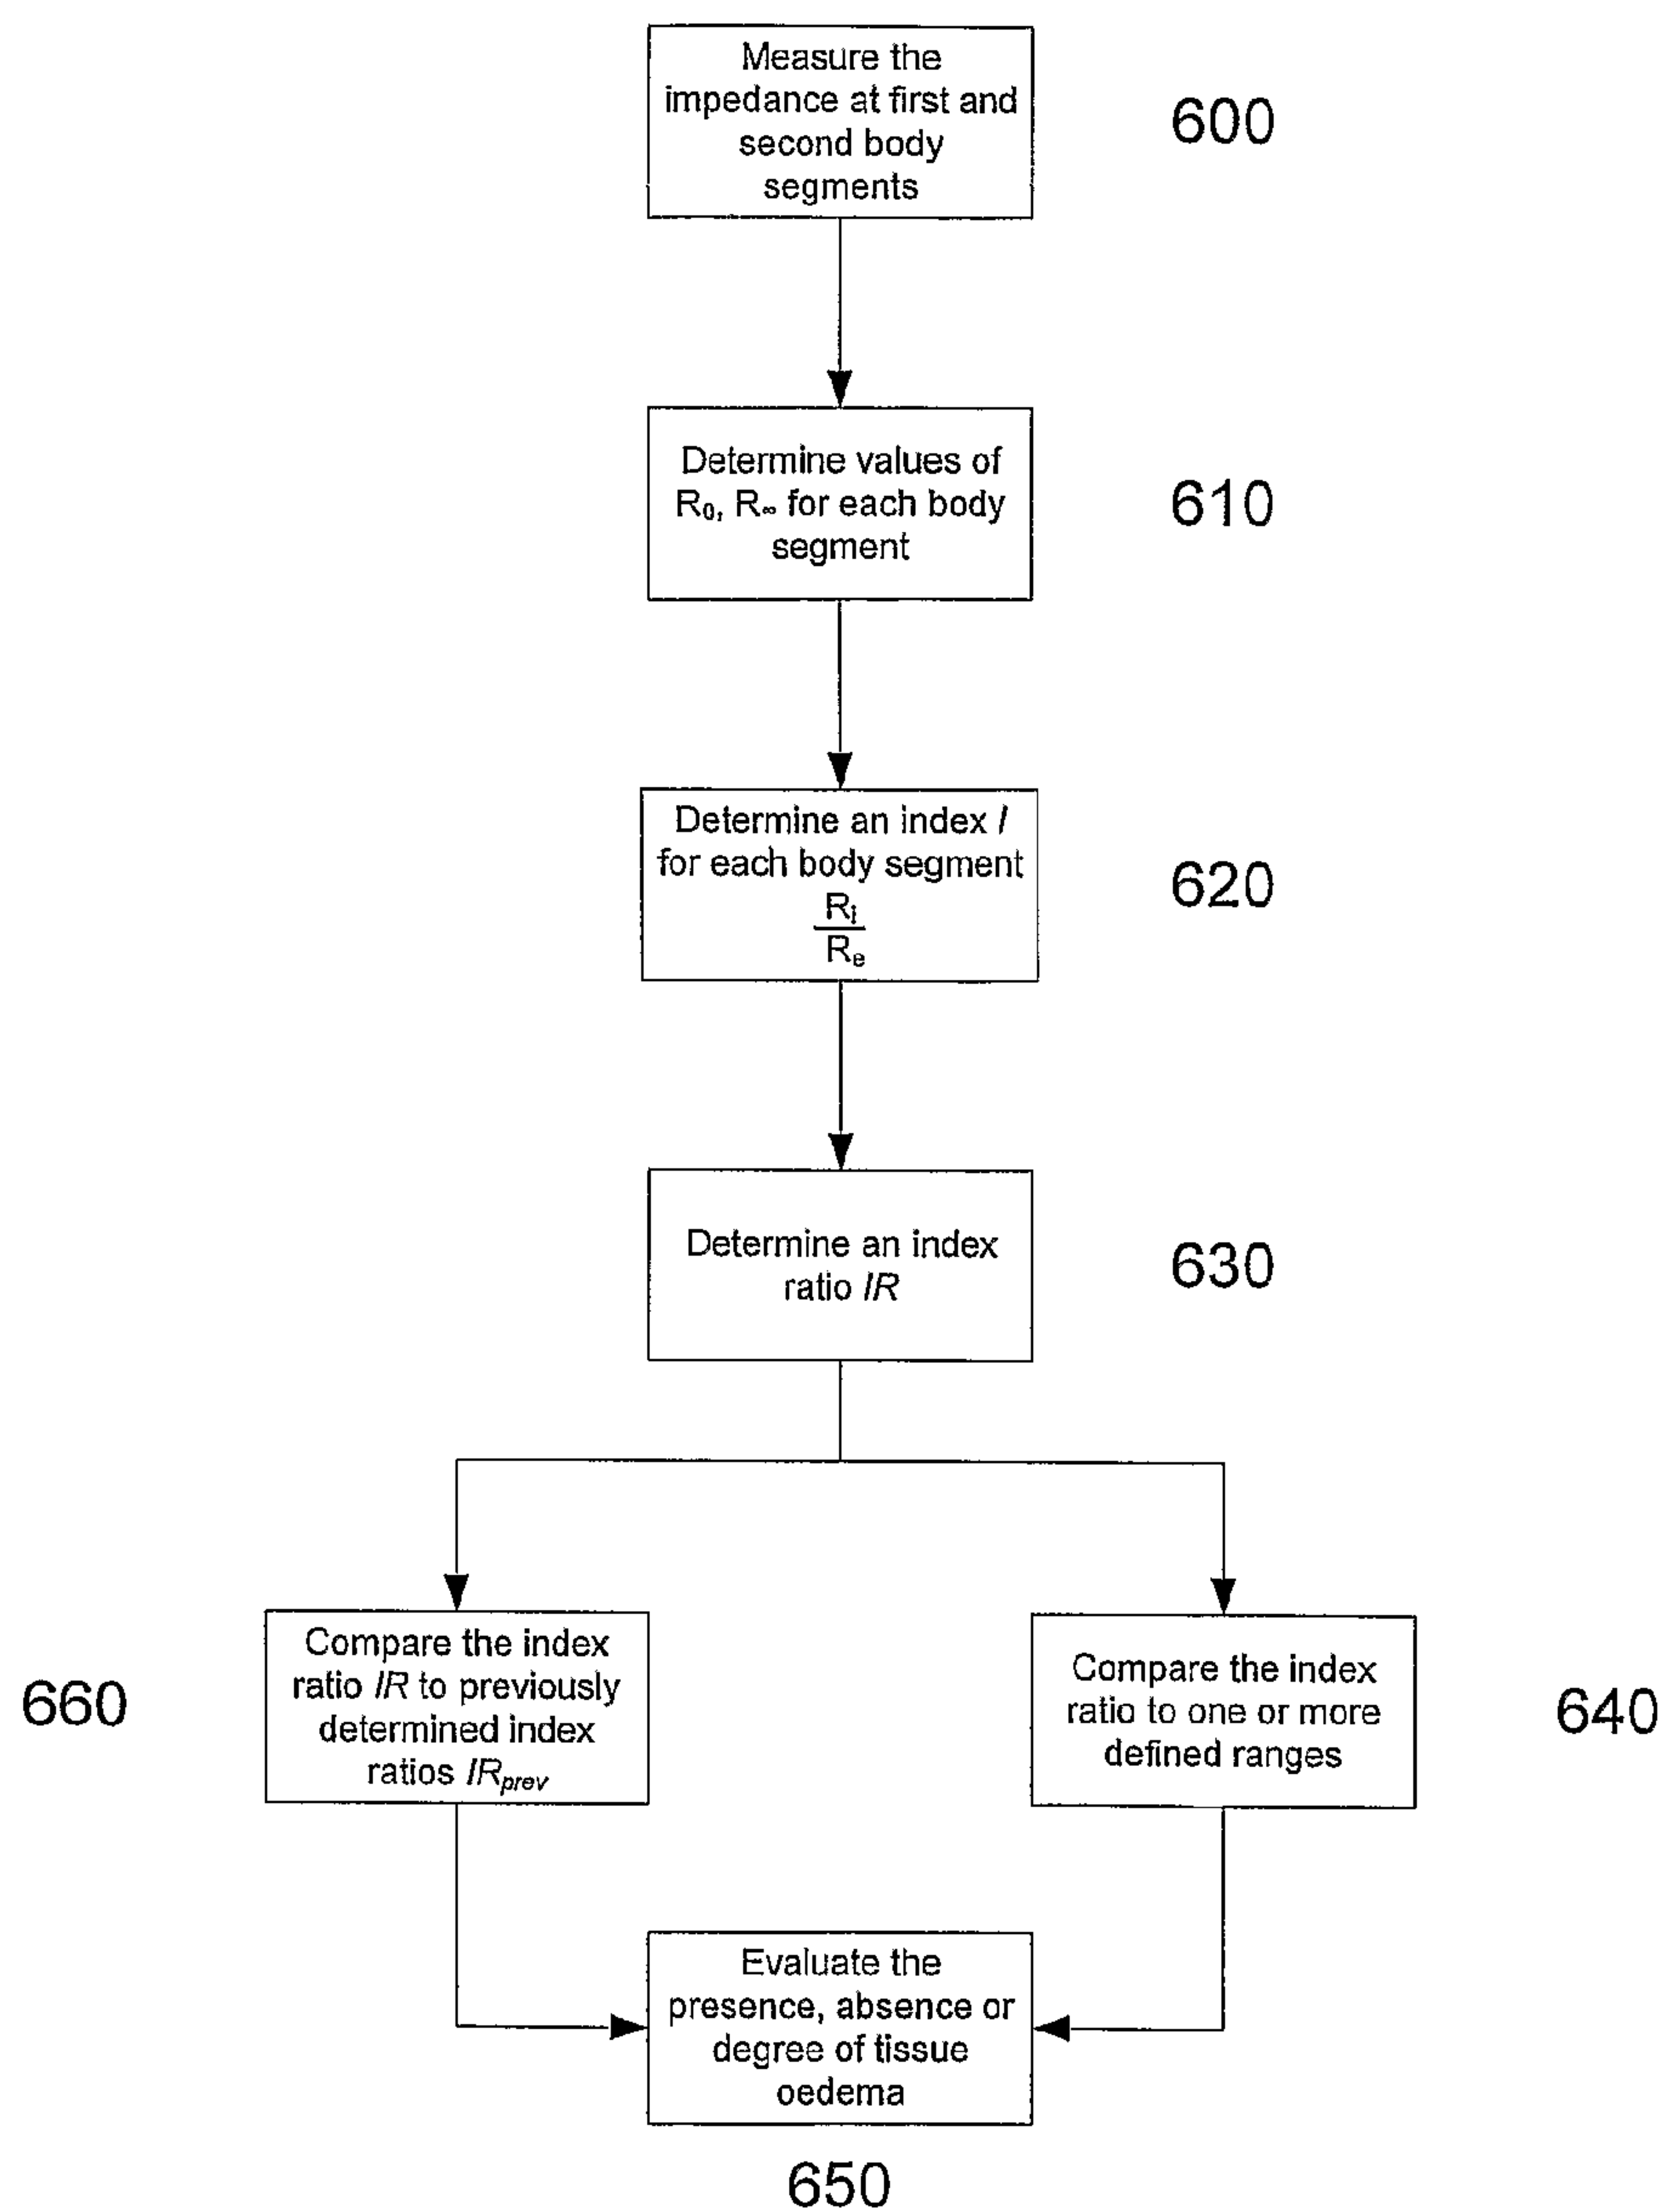 Measure the
impedance at first and
second body
segments
600
Determine values of
R₀, R∞ for each body
segment
610
Determine an index I
for each body segment
Rᵢ
Rₑ
620
Determine an index
ratio IR
630
Compare the index
ratio IR to previously
determined index
ratios IRprev
660
Compare the index
ratio to one or more
defined ranges
640
Evaluate the
presence, absence or
degree of tissue
oedema
650